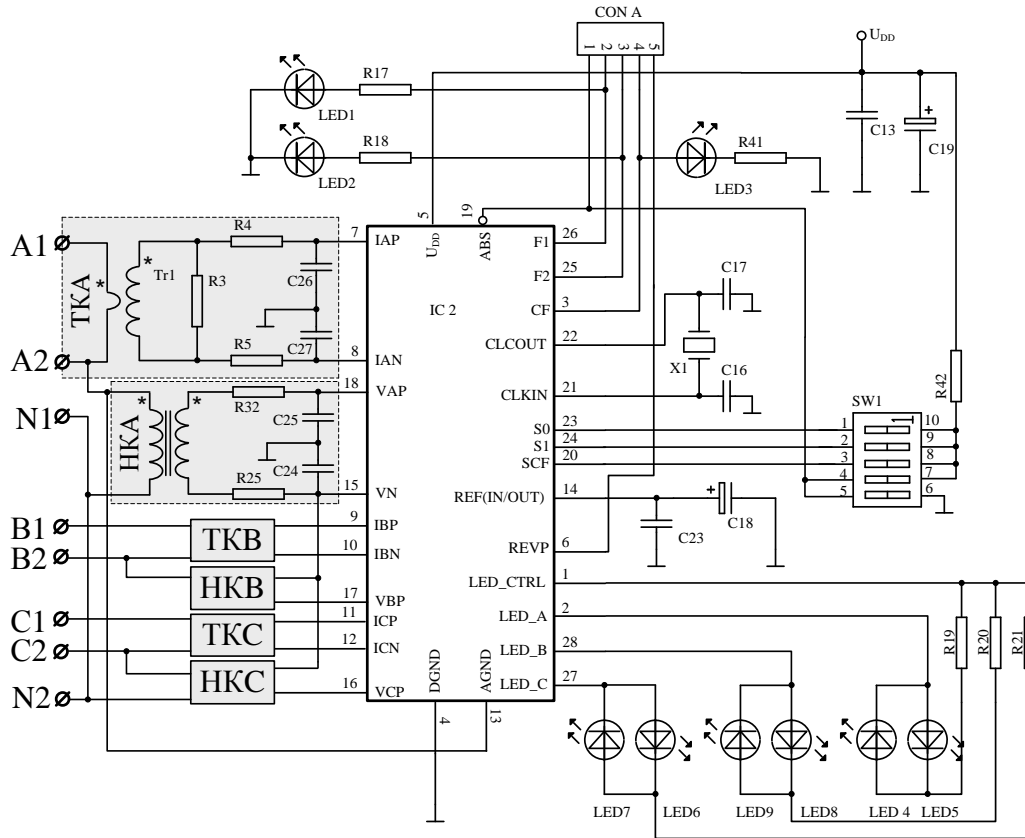 CON A
1 2 3 4 5
U_DD
R17
LED1
R18
LED2
R41
LED3
C13
+
C19
5
19
A1
ТКА
*
*
Tr1
R3
R4
C26
R5
C27
A2
7
IAP
U_DD
ABS
F1
26
F2
25
IC 2
CF
3
C17
8
IAN
CLCOUT
22
X1
18
VAP
CLKIN
21
C16
R42
N1
НКА
*
*
R32
C25
C24
R25
SW1
S0
23
S1
24
SCF
20
1
2
3
4
5
1
10
9
8
7
6
15
VN
REF(IN/OUT)
14
+
C18
C23
B1
ТКВ
9
IBP
10
IBN
B2
НКВ
REVP
6
17
VBP
LED_CTRL
1
C1
ТКС
11
ICP
12
ICN
LED_A
2
C2
НКС
LED_B
28
R19
R20
R21
N2
16
VCP
DGND
AGND
LED_C
27
4
13
LED7
LED6
LED9
LED8
LED 4
LED5